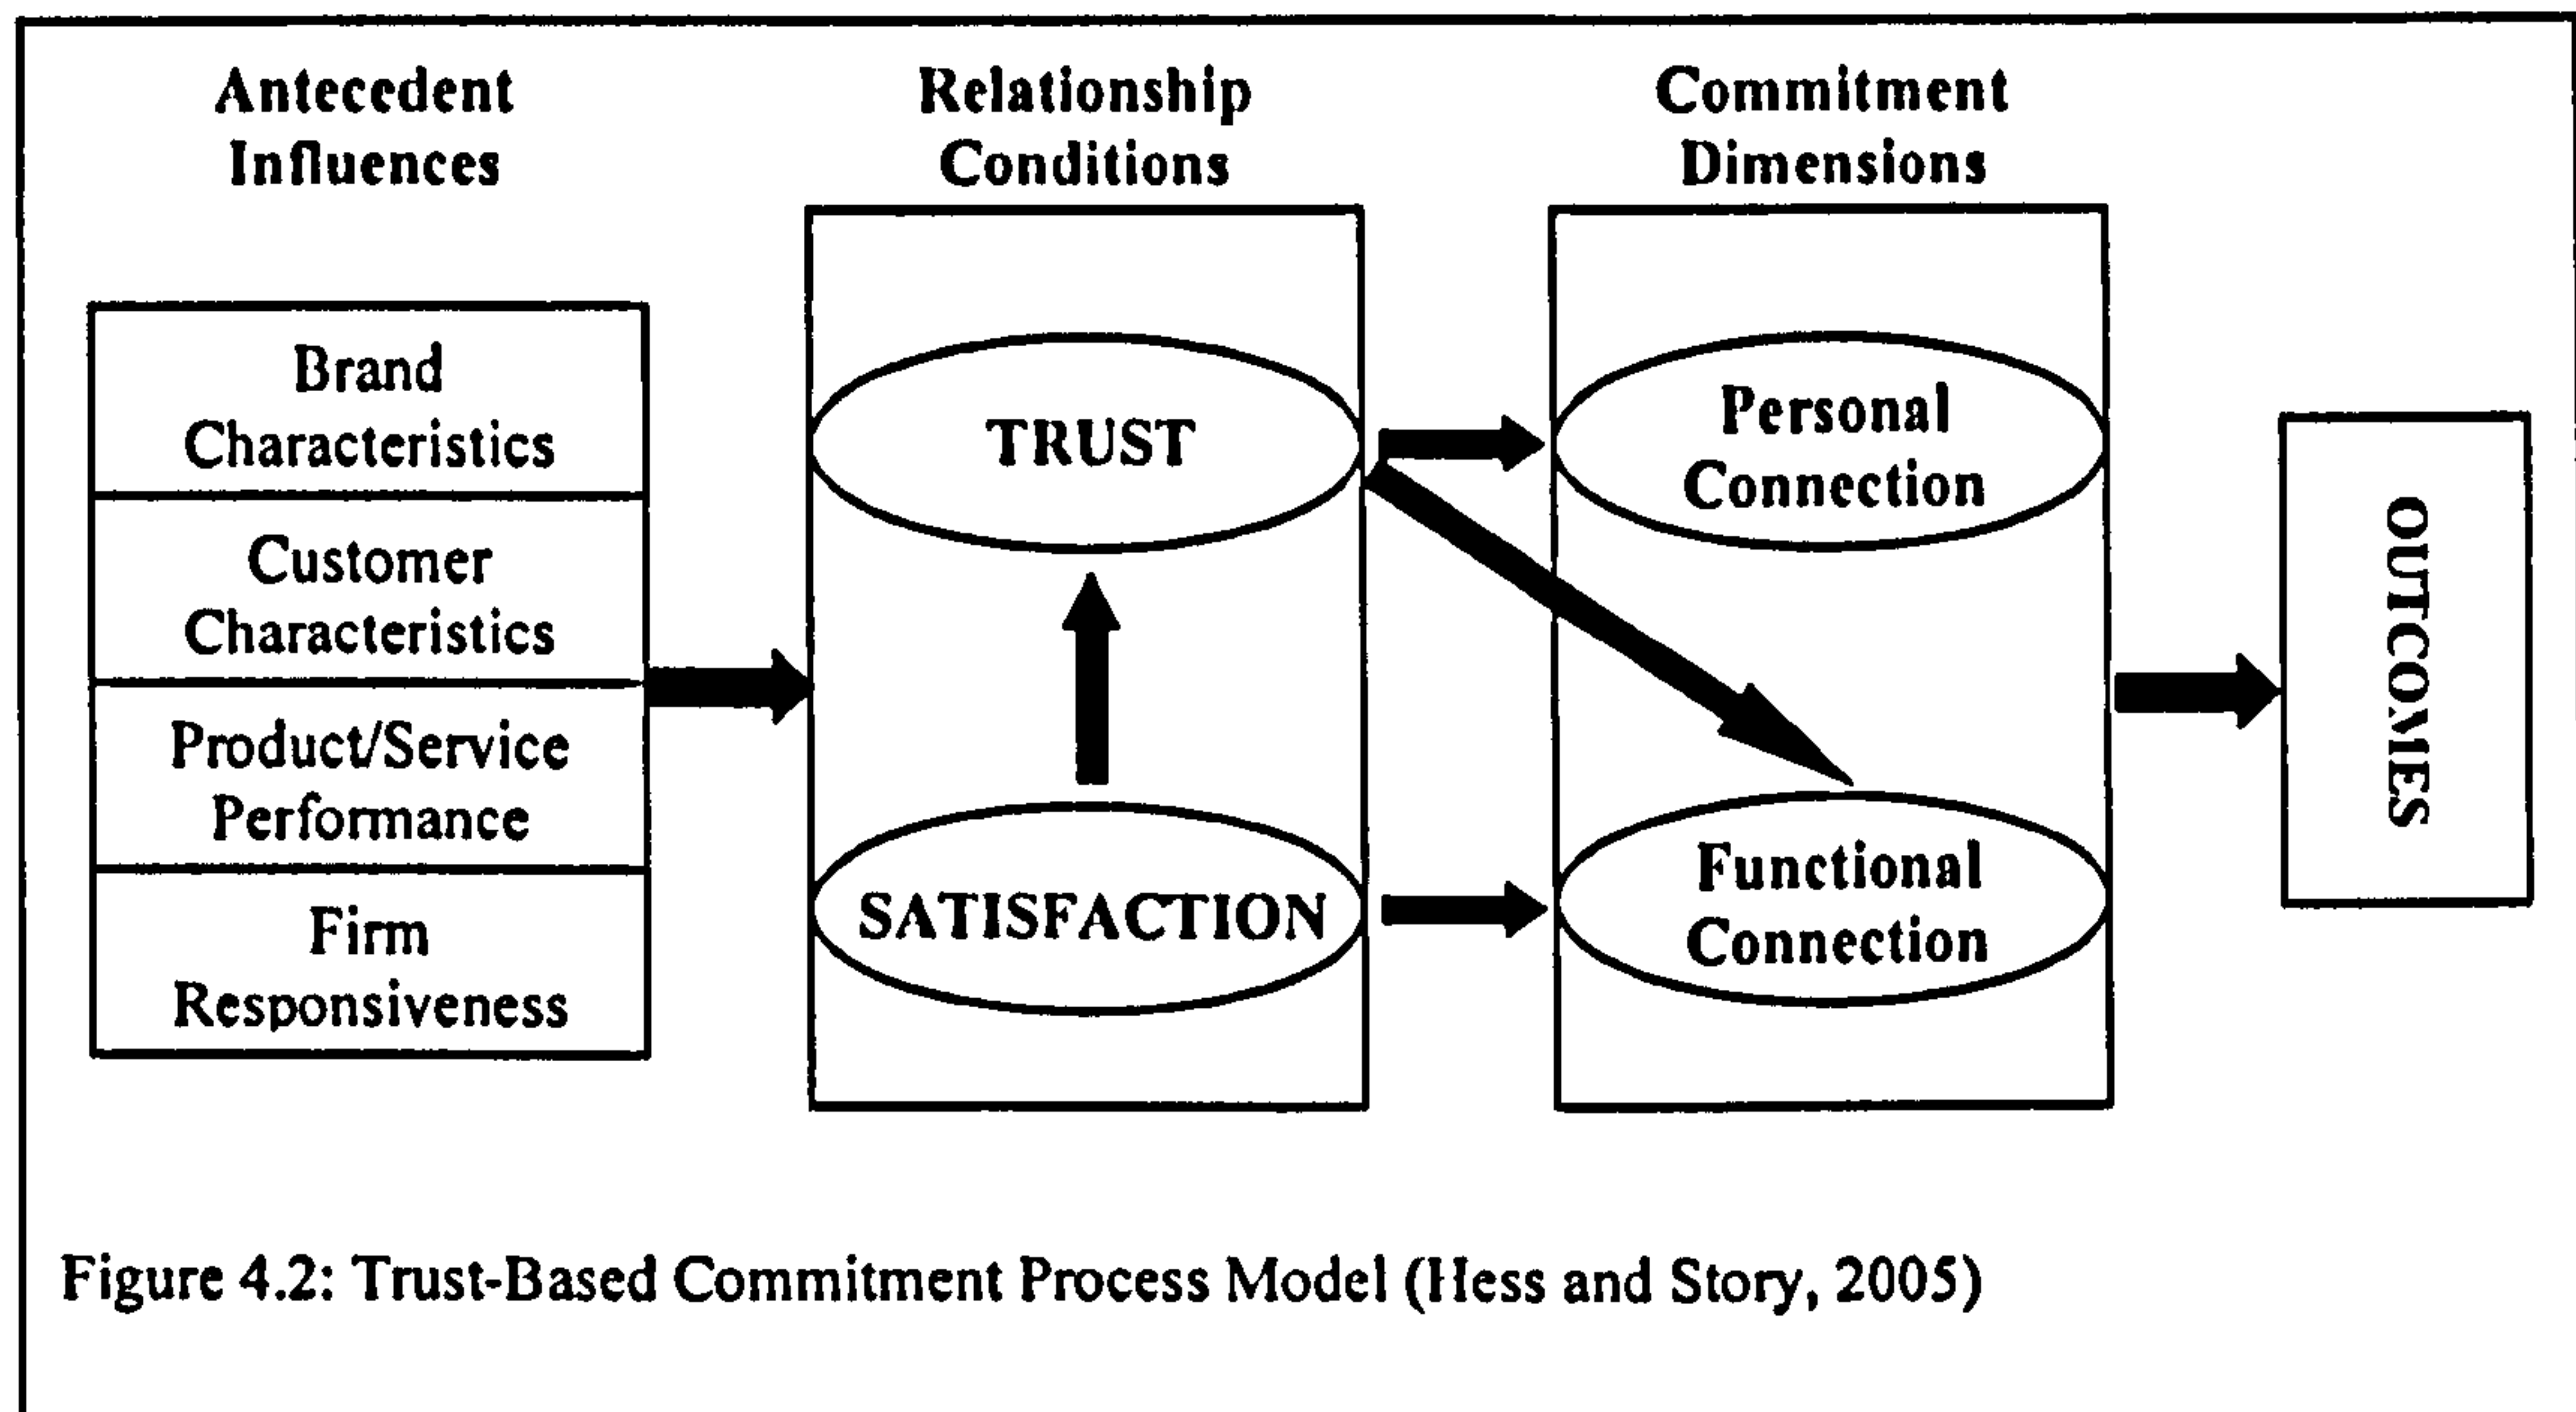 Antecedent
Influences
Relationship
Conditions
Commitment
Dimensions
Brand
Characteristics
Customer
Characteristics
Product/Service
Performance
Firm
Responsiveness
TRUST
SATISFACTION
Personal
Connection
Functional
Connection
OUTCOMES
Figure 4.2: Trust-Based Commitment Process Model (Hess and Story, 2005)